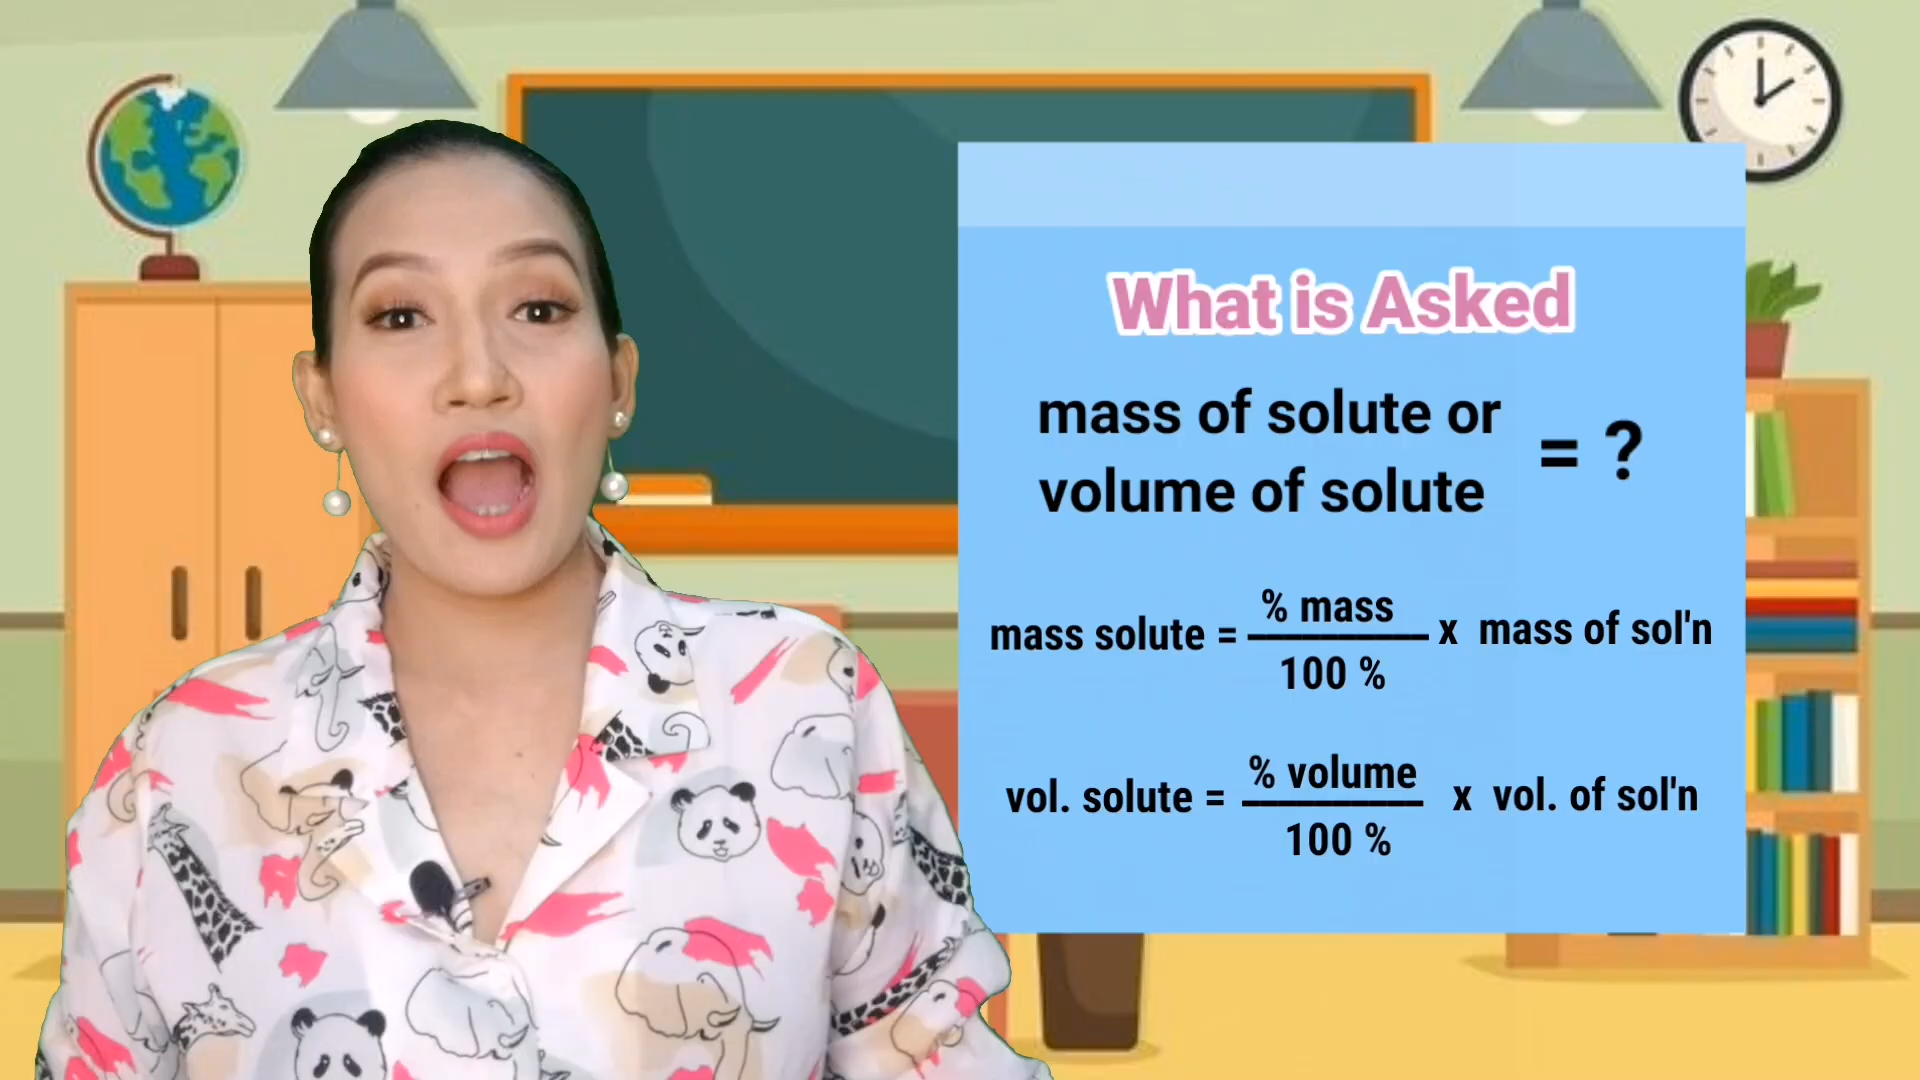 What is Asked
mass of solute or
volume of solute
= ?
mass solute = % mass / 100 % x mass of sol'n
vol. solute = % volume / 100 % x vol. of sol'n